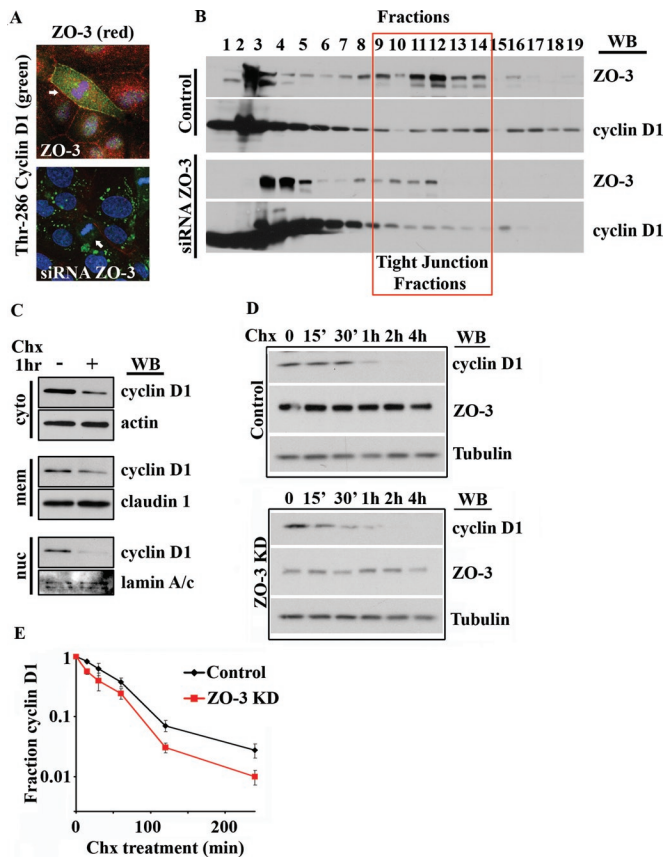 A
ZO-3 (red)
Thr-286 Cyclin D1 (green)
ZO-3
siRNA ZO-3
B
Fractions
1 2 3 4 5 6 7 8 9 10 11 12 13 14 15 16 17 18 19 WB
Control
ZO-3
cyclin D1
siRNA ZO-3
ZO-3
cyclin D1
Tight Junction
Fractions
C
Chx
1hr - + WB
cyto
cyclin D1
actin
mem
cyclin D1
claudin 1
nuc
cyclin D1
lamin A/c
D
Chx 0 15' 30' 1h 2h 4h WB
Control
cyclin D1
ZO-3
Tubulin
0 15' 30' 1h 2h 4h WB
ZO-3 KD
cyclin D1
ZO-3
Tubulin
E
Fraction cyclin D1
1
0.1
0.01
Control
ZO-3 KD
0 100 200
Chx treatment (min)